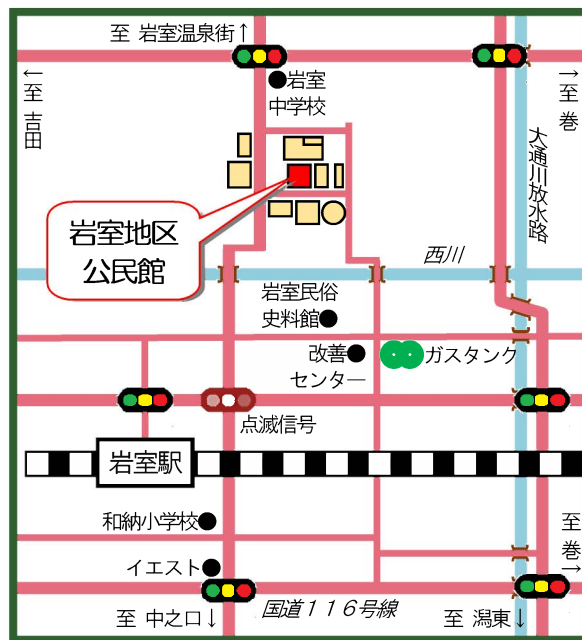 至 岩室温泉街↑
←至 吉田
岩室
中学校
→至 巻
大通川放水路
岩室地区
公民館
西川
岩室民俗
史料館
改善
センター
ガスタンク
点滅信号
岩室駅
和納小学校
至 巻→
イエスト
国道116号線
至 中之口↓
至 潟東↓